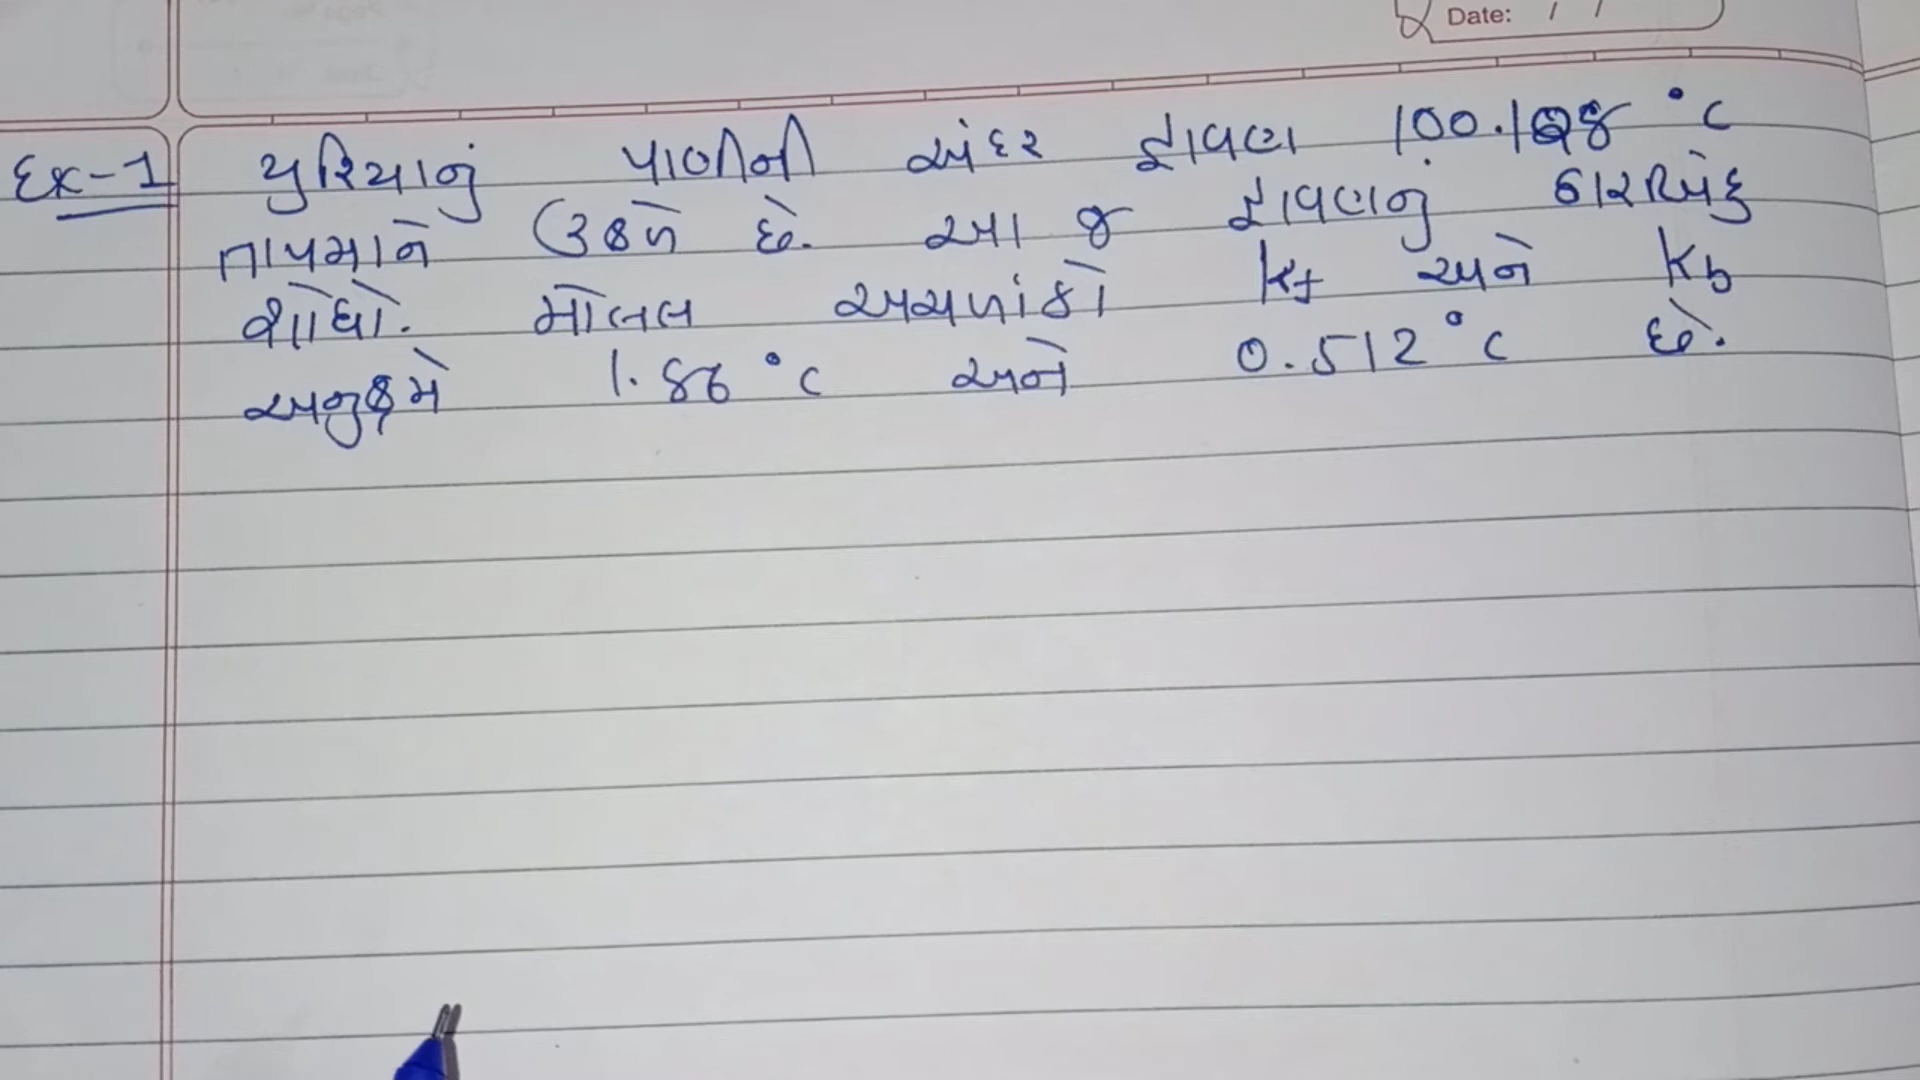 Date: / /
Ex-1 યુરિયાનું પાણીની અંદર દ્રાવણ 100.128 °C
તાપમાને ઉકળે છે. આ જ દ્રાવણનું ઠારબિંદુ
શોધો. મોલલ અચળાંકો Kf અને Kb
અનુક્રમે 1.86 °C અને 0.512 °C છે.